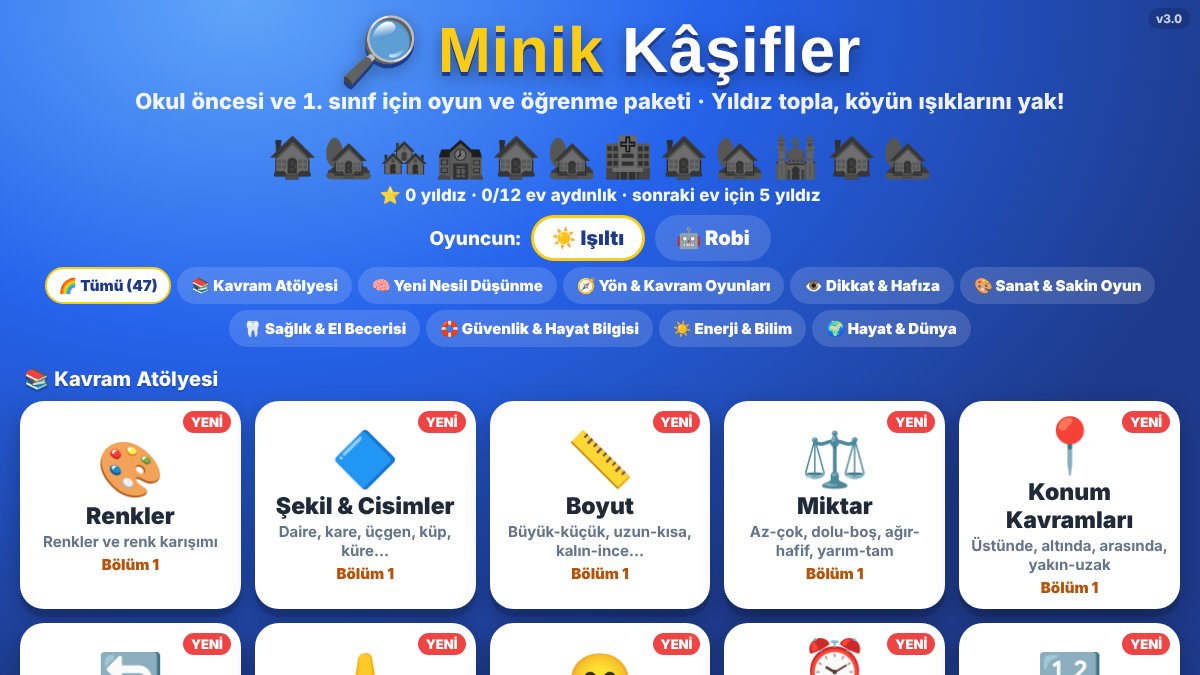 v3.0
Minik Kâşifler
Okul öncesi ve 1. sınıf için oyun ve öğrenme paketi · Yıldız topla, köyün ışıklarını yak!
0 yıldız · 0/12 ev aydınlık · sonraki ev için 5 yıldız
Oyuncun: Işıltı Robi
Tümü (47) Kavram Atölyesi Yeni Nesil Düşünme Yön & Kavram Oyunları Dikkat & Hafıza Sanat & Sakin Oyun
Sağlık & El Becerisi Güvenlik & Hayat Bilgisi Enerji & Bilim Hayat & Dünya
Kavram Atölyesi
YENİ
Renkler
Renkler ve renk karışımı
Bölüm 1
YENİ
Şekil & Cisimler
Daire, kare, üçgen, küp,
küre...
Bölüm 1
YENİ
Boyut
Büyük-küçük, uzun-kısa,
kalın-ince...
Bölüm 1
YENİ
Miktar
Az-çok, dolu-boş, ağır-
hafif, yarım-tam
Bölüm 1
YENİ
Konum
Kavramları
Üstünde, altında, arasında,
yakın-uzak
Bölüm 1
YENİ
YENİ
YENİ
YENİ
YENİ